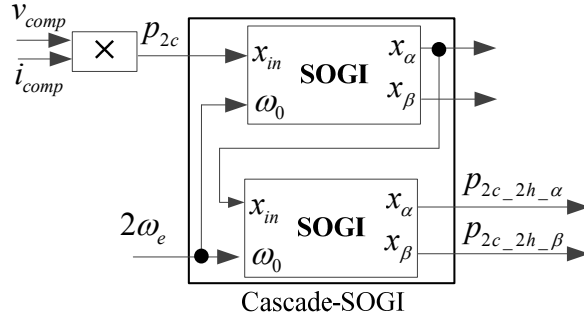 v_comp
i_comp
×
p_2c
x_in
SOGI
x_α
x_β
ω_0
x_in
SOGI
x_α
x_β
ω_0
2ω_e
p_2c_2h_α
p_2c_2h_β
Cascade-SOGI